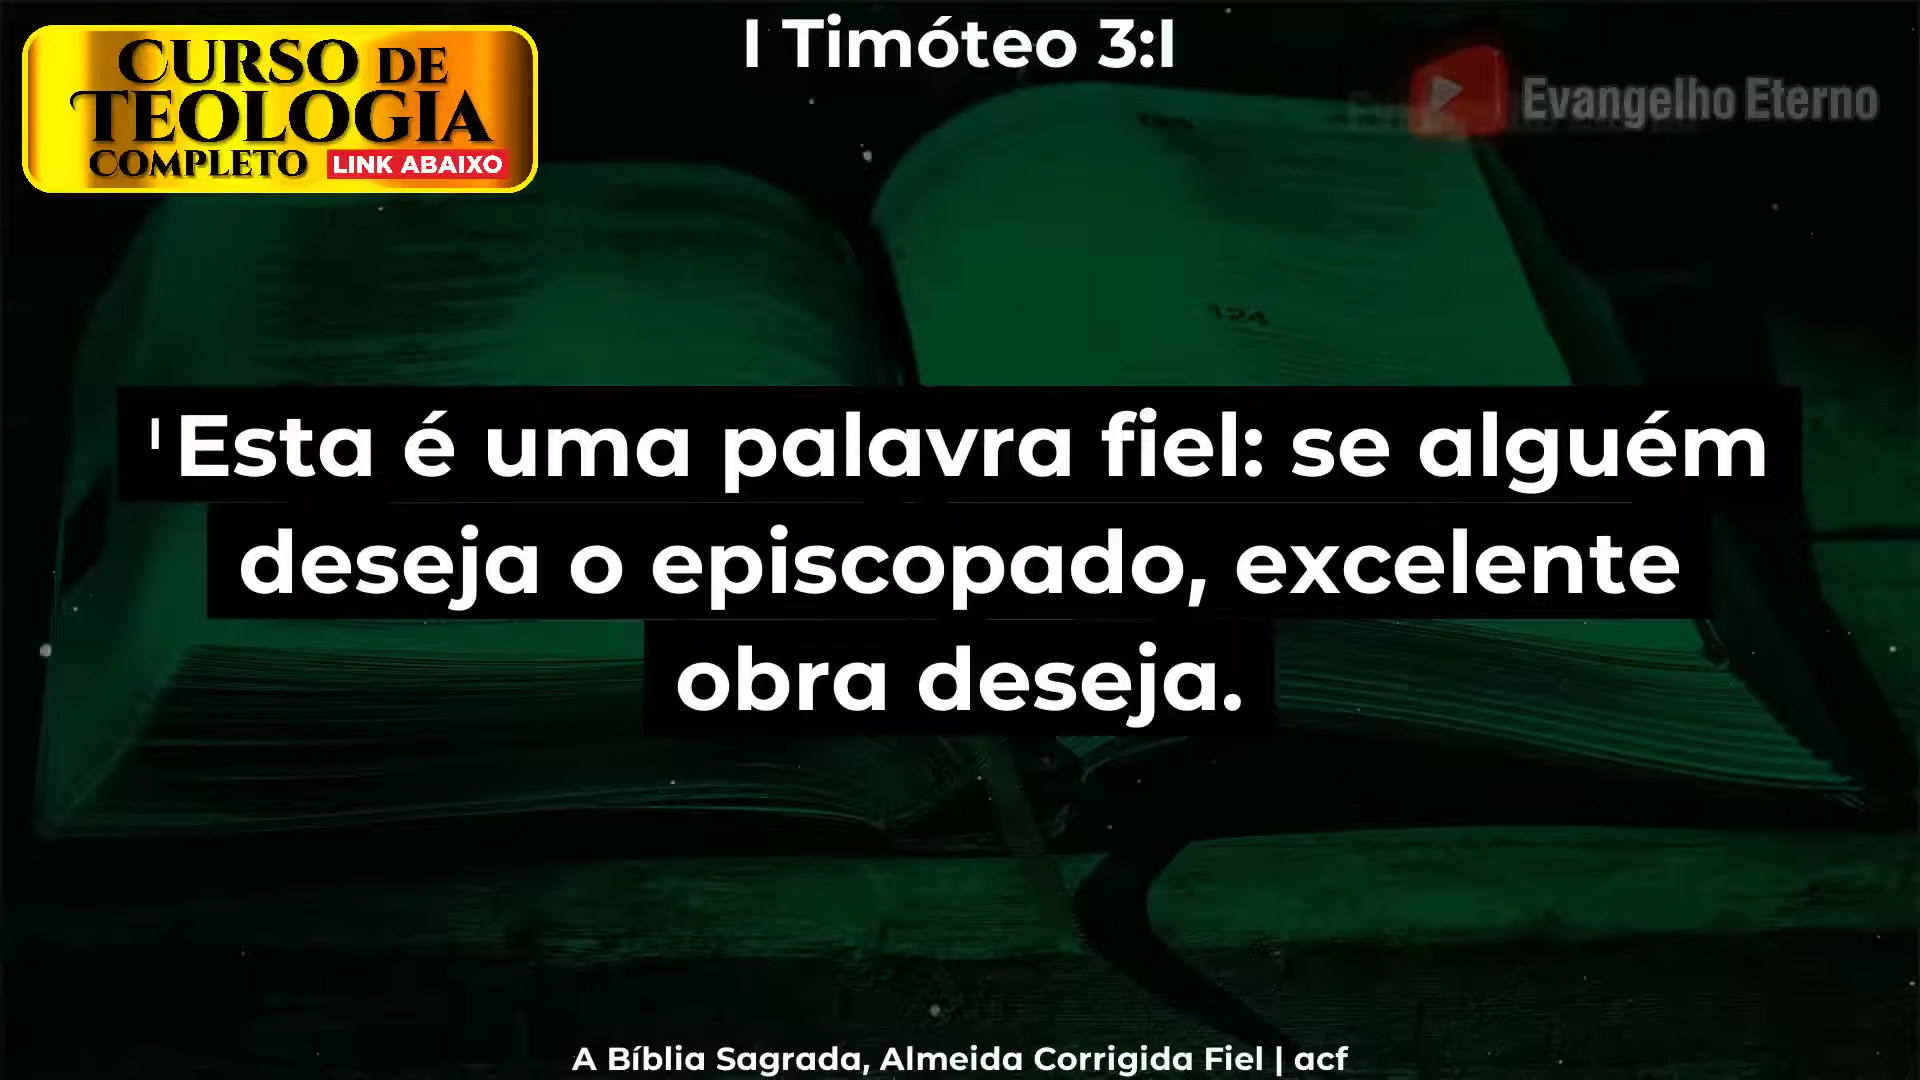 CURSO DE
TEOLOGIA
COMPLETO LINK ABAIXO
I Timóteo 3:I
Evangelho Eterno
124
I Esta é uma palavra fiel: se alguém
deseja o episcopado, excelente
obra deseja.
A Bíblia Sagrada, Almeida Corrigida Fiel | acf